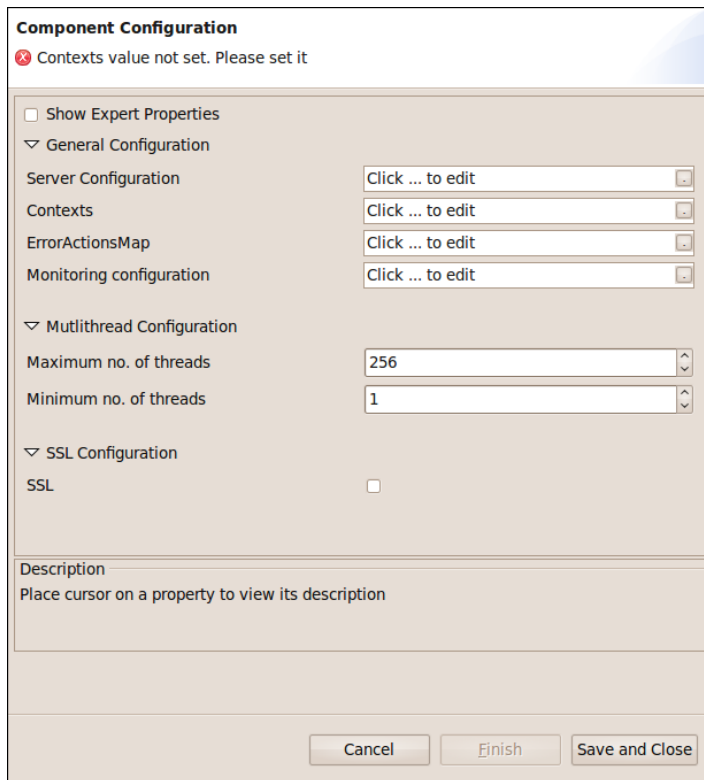 Component Configuration
Contexts value not set. Please set it
Show Expert Properties
General Configuration
Server Configuration Click ... to edit .
Contexts Click ... to edit .
ErrorActionsMap Click ... to edit .
Monitoring configuration Click ... to edit .
Mutlithread Configuration
Maximum no. of threads 256
Minimum no. of threads 1
SSL Configuration
SSL
Description
Place cursor on a property to view its description
Cancel Finish Save and Close